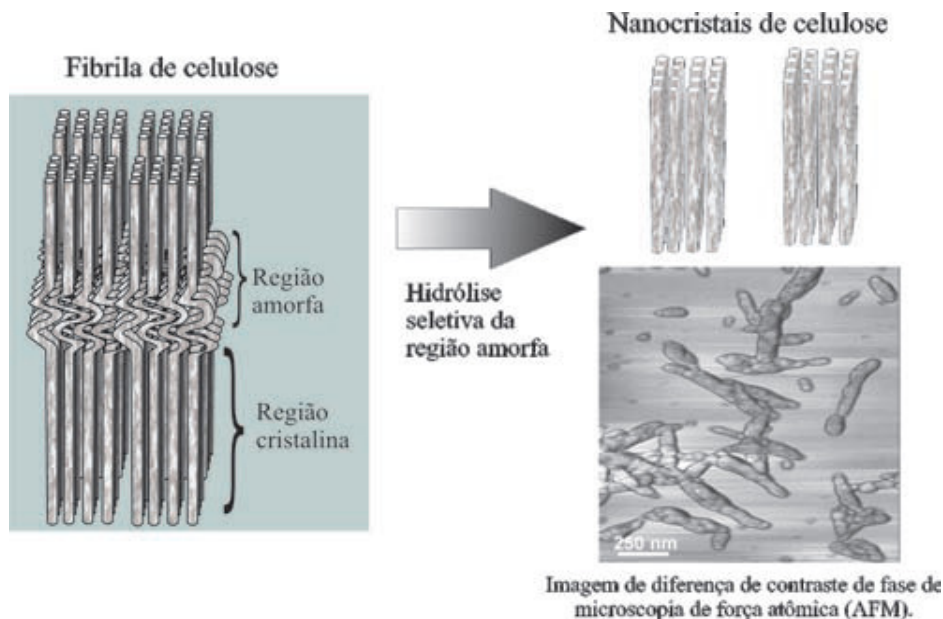 Fibrila de celulose
Região
amorfa
Região
cristalina
Hidrólise
seletiva da
região amorfa
Nanocristais de celulose
250 nm
Imagem de diferença de contraste de fase de
microscopia de força atômica (AFM).